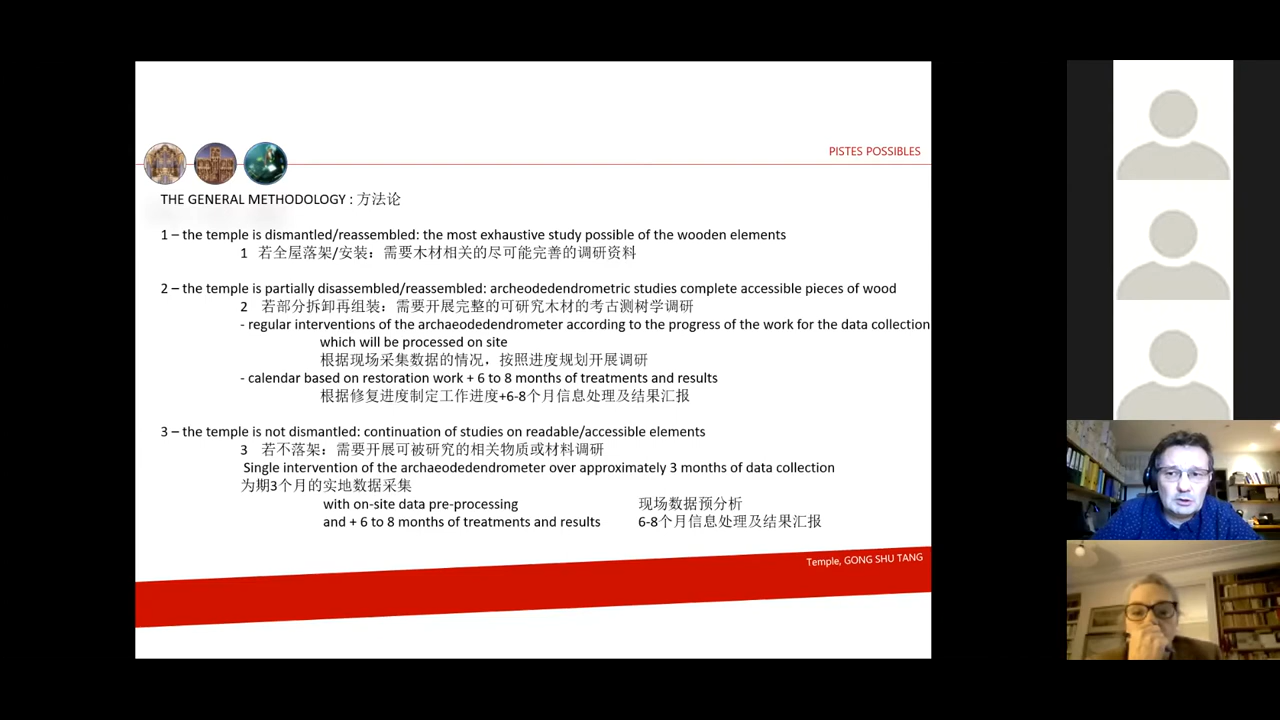 PISTES POSSIBLES
THE GENERAL METHODOLOGY : 方法论
1 – the temple is dismantled/reassembled: the most exhaustive study possible of the wooden elements
1 若全屋落架/安装：需要木材相关的尽可能完善的调研资料
2 – the temple is partially disassembled/reassembled: archeodedendrometric studies complete accessible pieces of wood
2 若部分拆卸再组装：需要开展完整的可研究木材的考古测树学调研
- regular interventions of the archaeodedendrometer according to the progress of the work for the data collection
which will be processed on site
根据现场采集数据的情况，按照进度规划开展调研
- calendar based on restoration work + 6 to 8 months of treatments and results
根据修复进度制定工作进度+6-8个月信息处理及结果汇报
3 – the temple is not dismantled: continuation of studies on readable/accessible elements
3 若不落架：需要开展可被研究的相关物质或材料调研
Single intervention of the archaeodedendrometer over approximately 3 months of data collection
为期3个月的实地数据采集
with on-site data pre-processing 现场数据预分析
and + 6 to 8 months of treatments and results 6-8个月信息处理及结果汇报
Temple, GONG SHU TANG